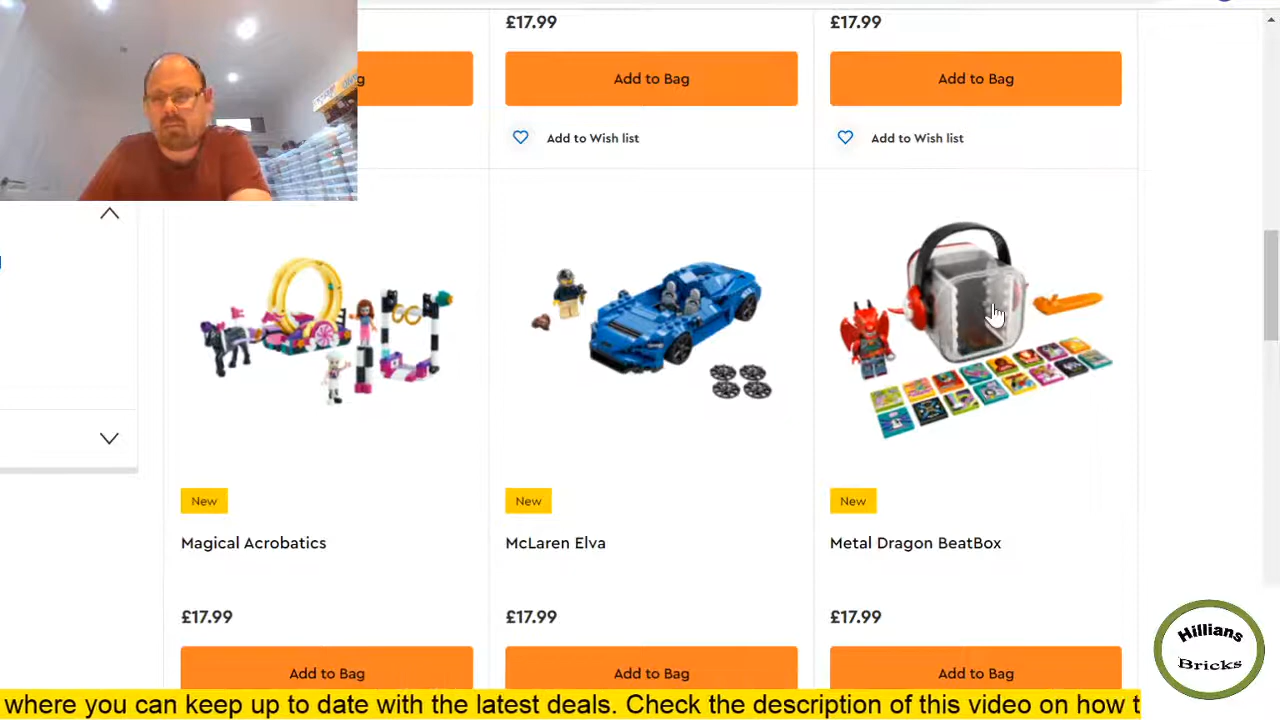 £17.99
£17.99
g
Add to Bag
Add to Bag
Add to Wish list
Add to Wish list
New
New
New
Magical Acrobatics
McLaren Elva
Metal Dragon BeatBox
£17.99
£17.99
£17.99
Add to Bag
Add to Bag
Add to Bag
Hillians
Bricks
where you can keep up to date with the latest deals. Check the description of this video on how t